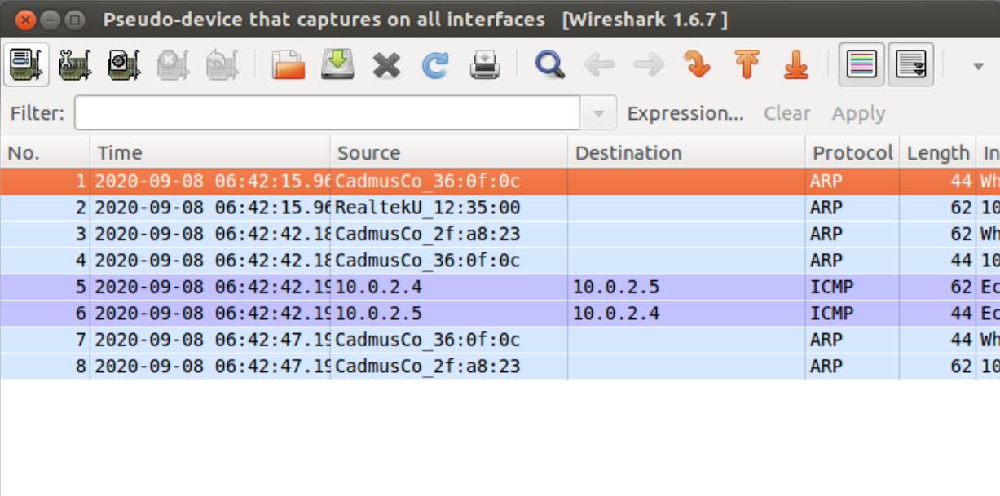 Pseudo-device that captures on all interfaces [Wireshark 1.6.7 ]
Filter: Expression... Clear Apply
No. Time Source Destination Protocol Length In
1 2020-09-08 06:42:15.96 CadmusCo_36:0f:0c ARP 44 Wh
2 2020-09-08 06:42:15.96 RealtekU_12:35:00 ARP 62 10
3 2020-09-08 06:42:42.18 CadmusCo_2f:a8:23 ARP 62 Wh
4 2020-09-08 06:42:42.18 CadmusCo_36:0f:0c ARP 44 10
5 2020-09-08 06:42:42.19 10.0.2.4 10.0.2.5 ICMP 62 Ec
6 2020-09-08 06:42:42.19 10.0.2.5 10.0.2.4 ICMP 44 Ec
7 2020-09-08 06:42:47.19 CadmusCo_36:0f:0c ARP 44 Wh
8 2020-09-08 06:42:47.19 CadmusCo_2f:a8:23 ARP 62 10